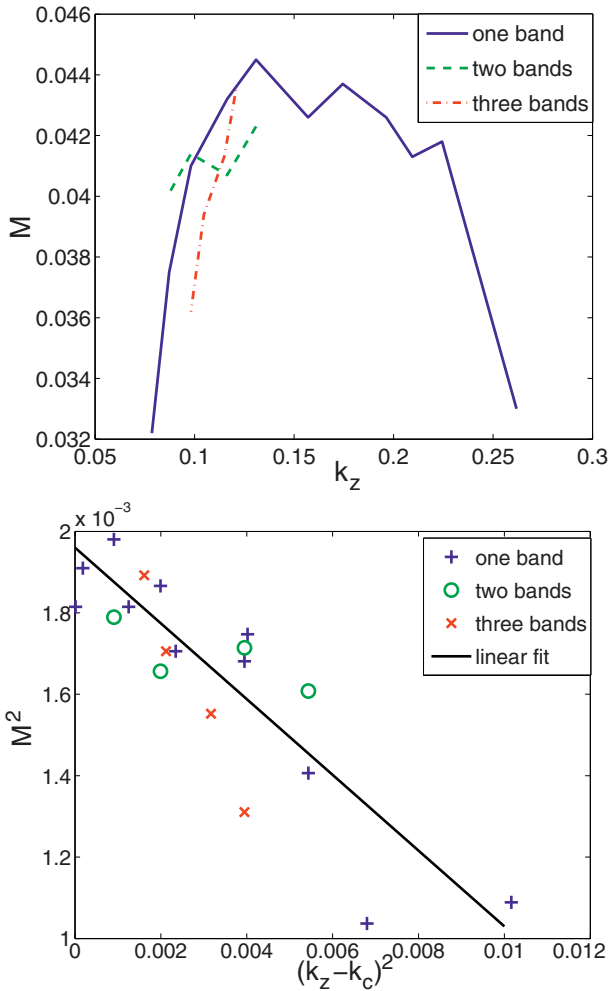 0.046
0.044
0.042
0.04
0.038
0.036
0.034
0.032
M
one band
two bands
three bands
0.05
0.1
0.15
0.2
0.25
0.3
k_z
2 x 10^-3
1.8
1.6
1.4
1.2
1
M^2
one band
two bands
three bands
linear fit
0
0.002
0.004
0.006
0.008
0.01
0.012
(k_z-k_c)^2